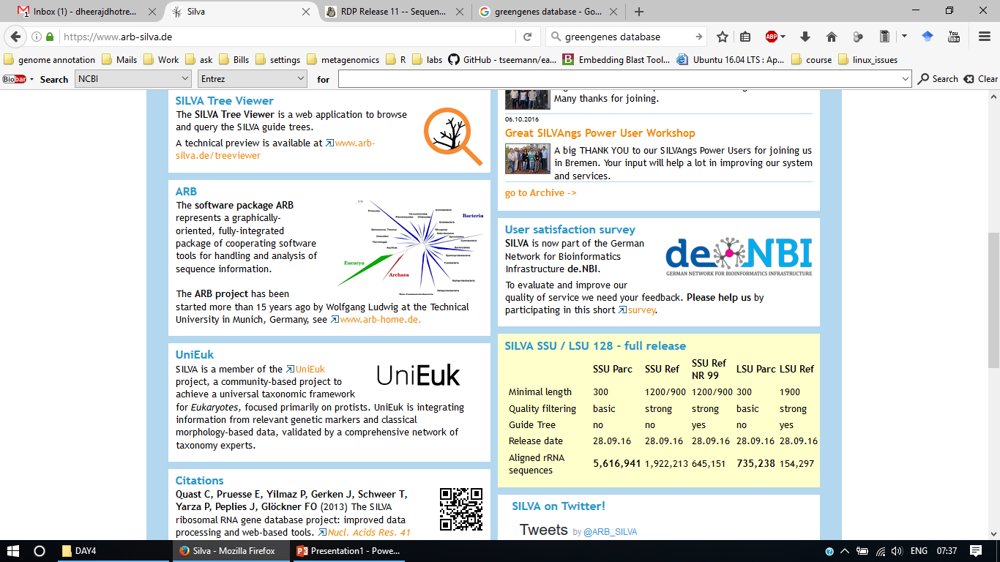 Inbox (1) - dheerajdhotre...
Silva
RDP Release 11 -- Sequen...
greengenes database - Go...
https://www.arb-silva.de
greengenes database
ABP
You Tube
genome annotation
Mails
Work
ask
Bills
settings
metagenomics
R
labs
GitHub - tseemann/ea...
Embedding Blast Tool...
Ubuntu 16.04 LTS : Ap...
course
linux_issues
Biobar
Search
NCBI
Entrez
for
Search
Clear
SILVA Tree Viewer
The SILVA Tree Viewer is a web application to browse
and query the SILVA guide trees.
A technical preview is available at www.arb-
silva.de/treeviewer
ARB
The software package ARB
represents a graphically-
oriented, fully-integrated
package of cooperating software
tools for handling and analysis of
sequence information.
The ARB project has been
started more than 15 years ago by Wolfgang Ludwig at the Technical
University in Munich, Germany, see www.arb-home.de.
Bacteria
Eucarya
Archaea
UniEuk
SILVA is a member of the UniEuk
project, a community-based project to
achieve a universal taxonomic framework
for Eukaryotes, focused primarily on protists. UniEuk is integrating
information from relevant genetic markers and classical
morphology-based data, validated by a comprehensive network of
taxonomy experts.
UniEuk
Citations
Quast C, Pruesse E, Yilmaz P, Gerken J, Schweer T,
Yarza P, Peplies J, Glöckner FO (2013) The SILVA
ribosomal RNA gene database project: improved data
processing and web-based tools. Nucl. Acids Res. 41
Many thanks for joining.
06.10.2016
Great SILVAngs Power User Workshop
A big THANK YOU to our SILVAngs Power Users for joining us
in Bremen. Your input will help a lot in improving our system
and services.
go to Archive ->
User satisfaction survey
SILVA is now part of the German
Network for Bioinformatics
Infrastructure de.NBI.
To evaluate and improve our
quality of service we need your feedback. Please help us by
participating in this short survey.
de.NBI
GERMAN NETWORK FOR BIOINFORMATICS INFRASTRUCTURE
SILVA SSU / LSU 128 - full release
SSU Parc SSU Ref SSU Ref NR 99 LSU Parc LSU Ref
Minimal length 300 1200/900 1200/900 300 1900
Quality filtering basic strong strong basic strong
Guide Tree no no yes no yes
Release date 28.09.16 28.09.16 28.09.16 28.09.16 28.09.16
Aligned rRNA
sequences 5,616,941 1,922,213 645,151 735,238 154,297
SILVA on Twitter!
Tweets by @ARB_SILVA
DAY4
Silva - Mozilla Firefox
Presentation1 - Powe...
ENG
07:37